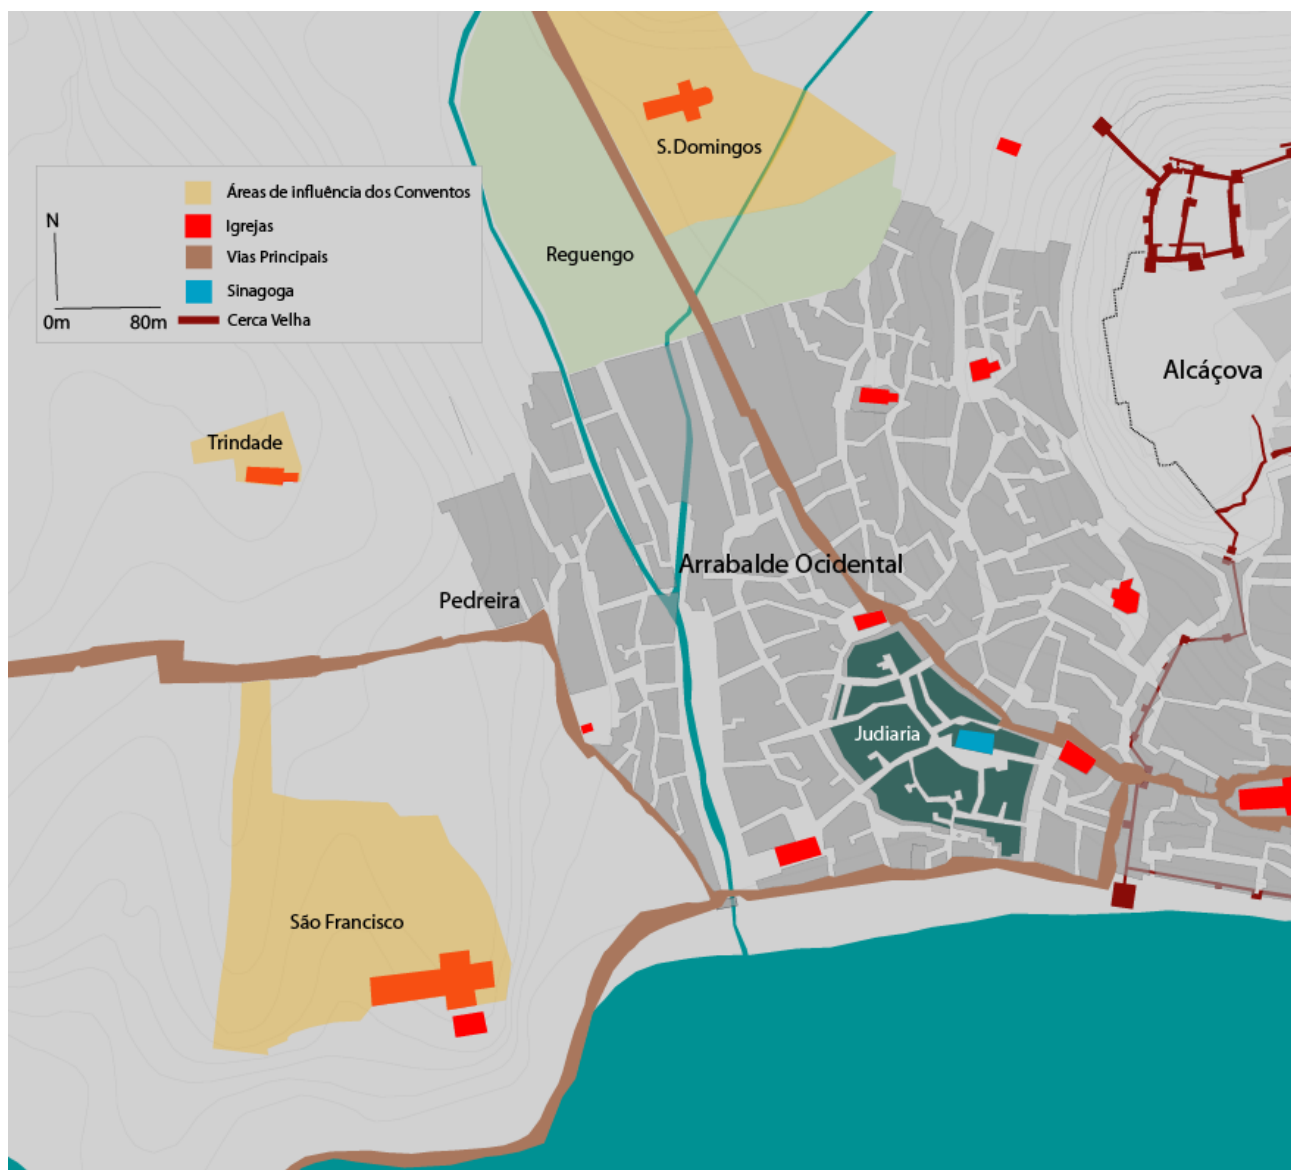 S.Domingos
Áreas de influência dos Conventos
N
Igrejas
Vias Principais
Reguengo
Sinagoga
0m
80m
Cerca Velha
Alcáçova
Trindade
Arrabalde Ocidental
Pedreira
Judiaria
São Francisco